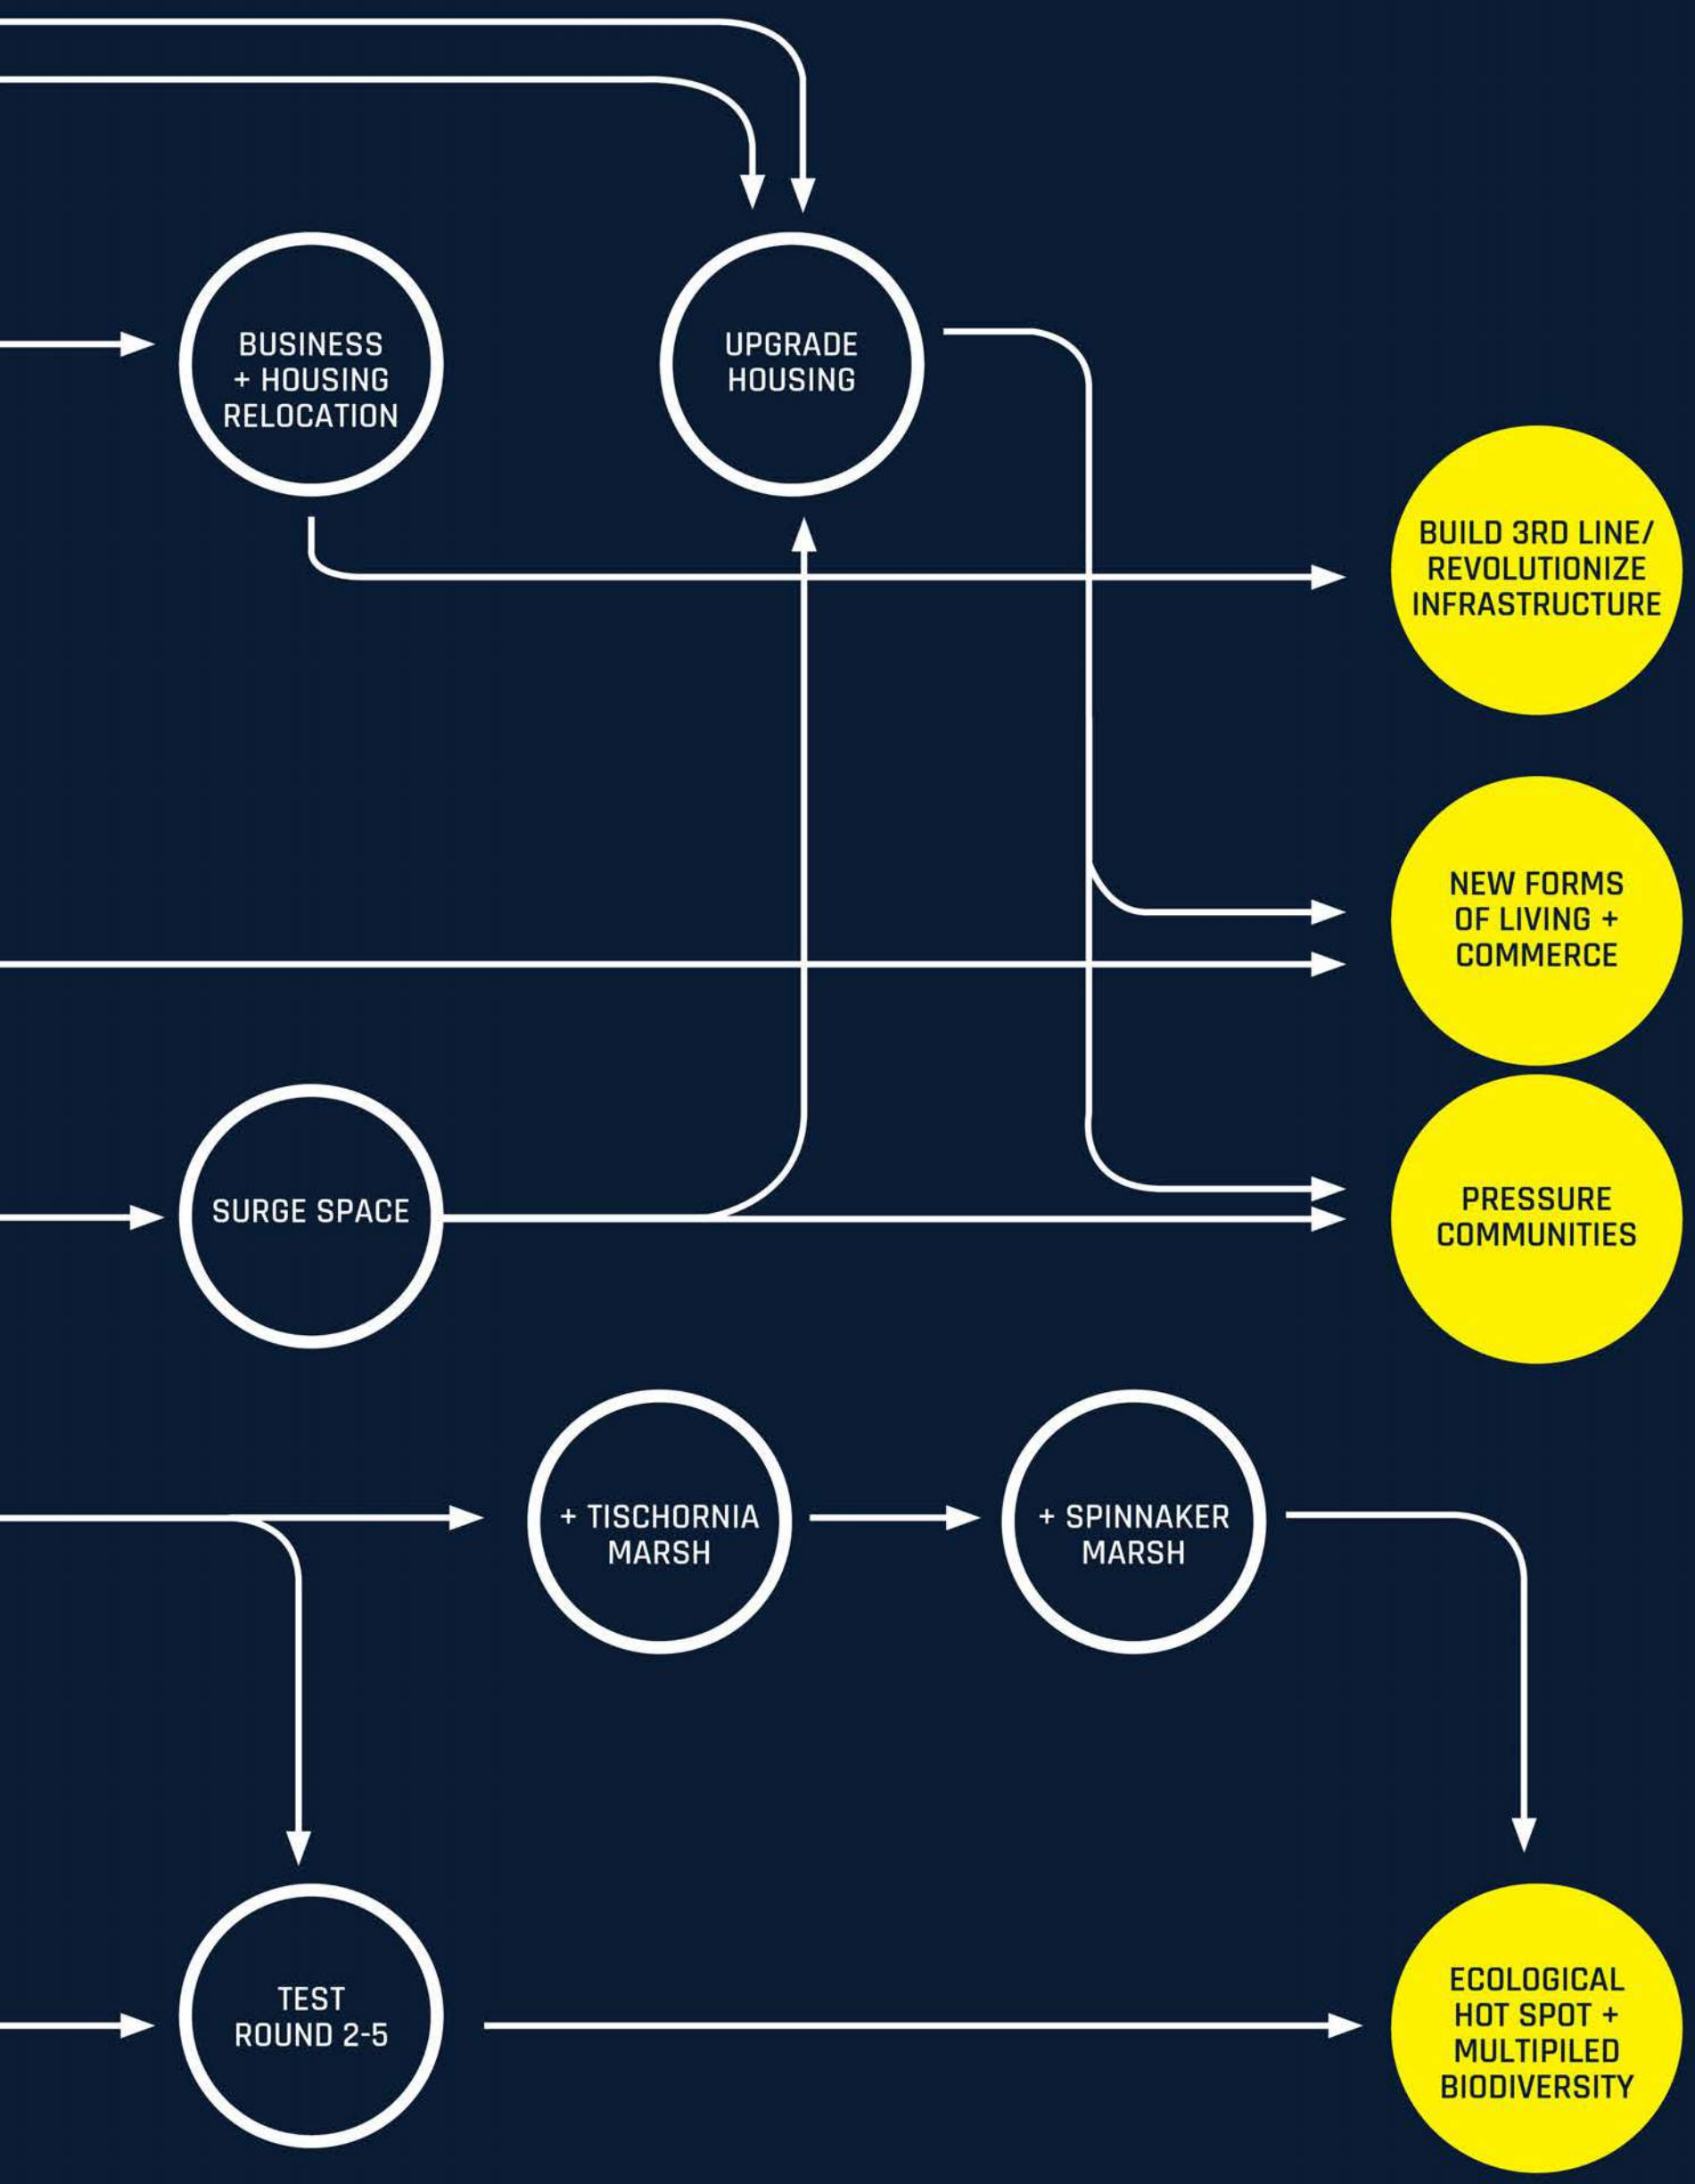 BUSINESS
+ HOUSING
RELOCATION
UPGRADE
HOUSING
BUILD 3RD LINE/
REVOLUTIONIZE
INFRASTRUCTURE
NEW FORMS
OF LIVING +
COMMERCE
SURGE SPACE
PRESSURE
COMMUNITIES
+ TISCHORNIA
MARSH
+ SPINNAKER
MARSH
TEST
ROUND 2-5
ECOLOGICAL
HOT SPOT +
MULTIPILED
BIODIVERSITY